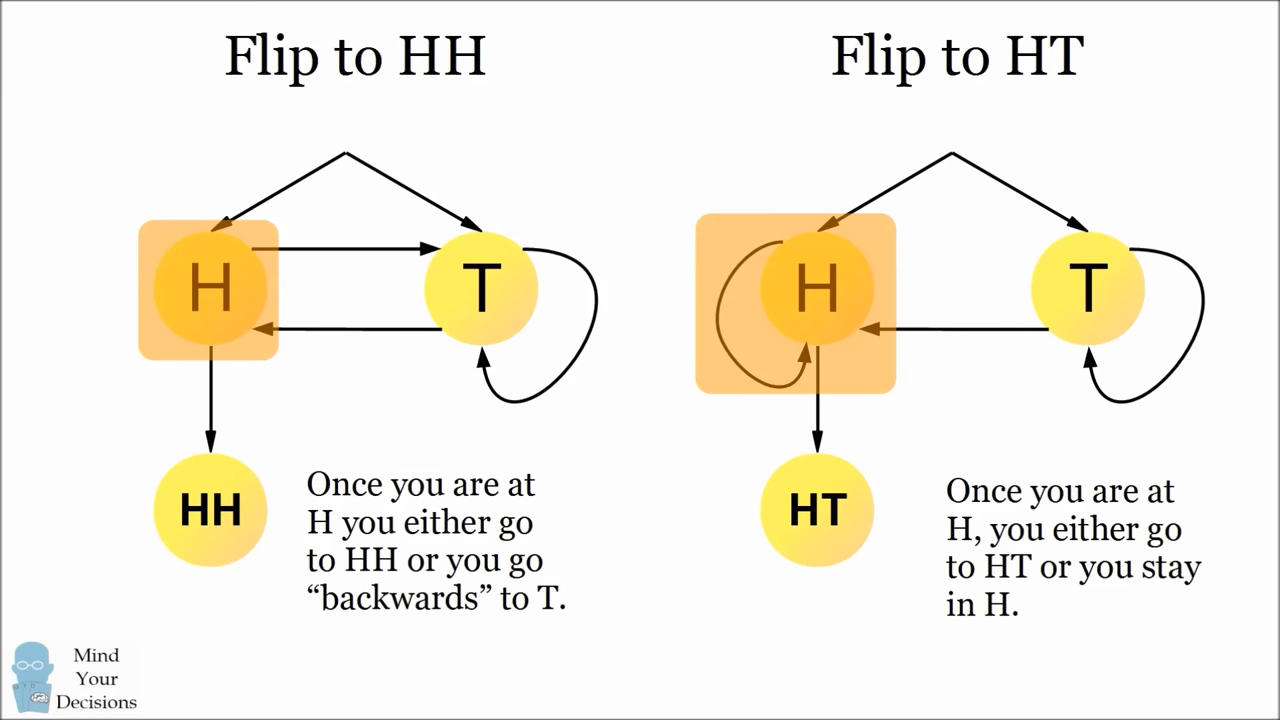 Flip to HH
Flip to HT
H
T
H
T
HH
HT
Once you are at
H you either go
to HH or you go
“backwards” to T.
Once you are at
H, you either go
to HT or you stay
in H.
Mind
Your
Decisions